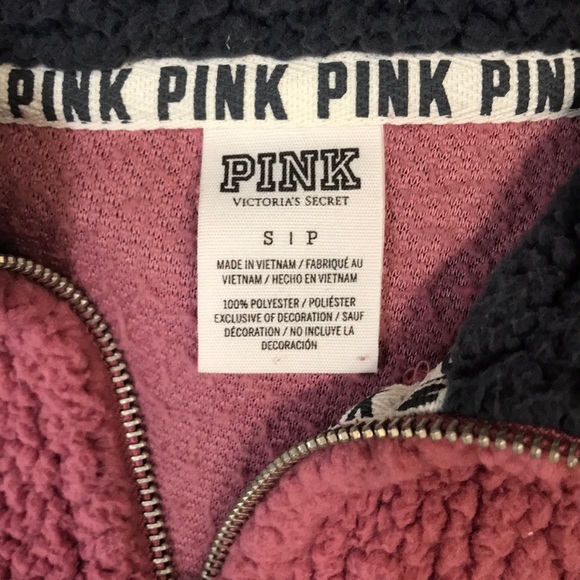 PINK PINK PINK PIN
PINK
VICTORIA'S SECRET
S | P
MADE IN VIETNAM / FABRIQUÉ AU
VIETNAM / HECHO EN VIETNAM
100% POLYESTER / POLIÉSTER
EXCLUSIVE OF DECORATION / SAUF
DÉCORATION / NO INCLUYE LA
DECORACIÓN